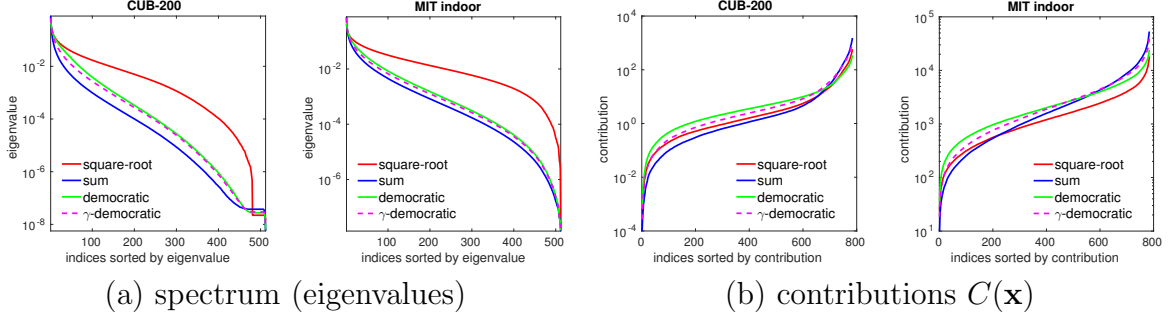 CUB-200
eigenvalue
10^-2
10^-4
10^-6
10^-8
square-root
sum
democratic
γ-democratic
100 200 300 400 500
indices sorted by eigenvalue
MIT indoor
eigenvalue
10^-2
10^-4
10^-6
square-root
sum
democratic
γ-democratic
100 200 300 400 500
indices sorted by eigenvalue
(a) spectrum (eigenvalues)
CUB-200
contribution
10^4
10^2
10^0
10^-2
10^-4
square-root
sum
democratic
γ-democratic
0 200 400 600 800
indices sorted by contribution
MIT indoor
contribution
10^5
10^4
10^3
10^2
10^1
square-root
sum
democratic
γ-democratic
0 200 400 600 800
indices sorted by contribution
(b) contributions C(x)